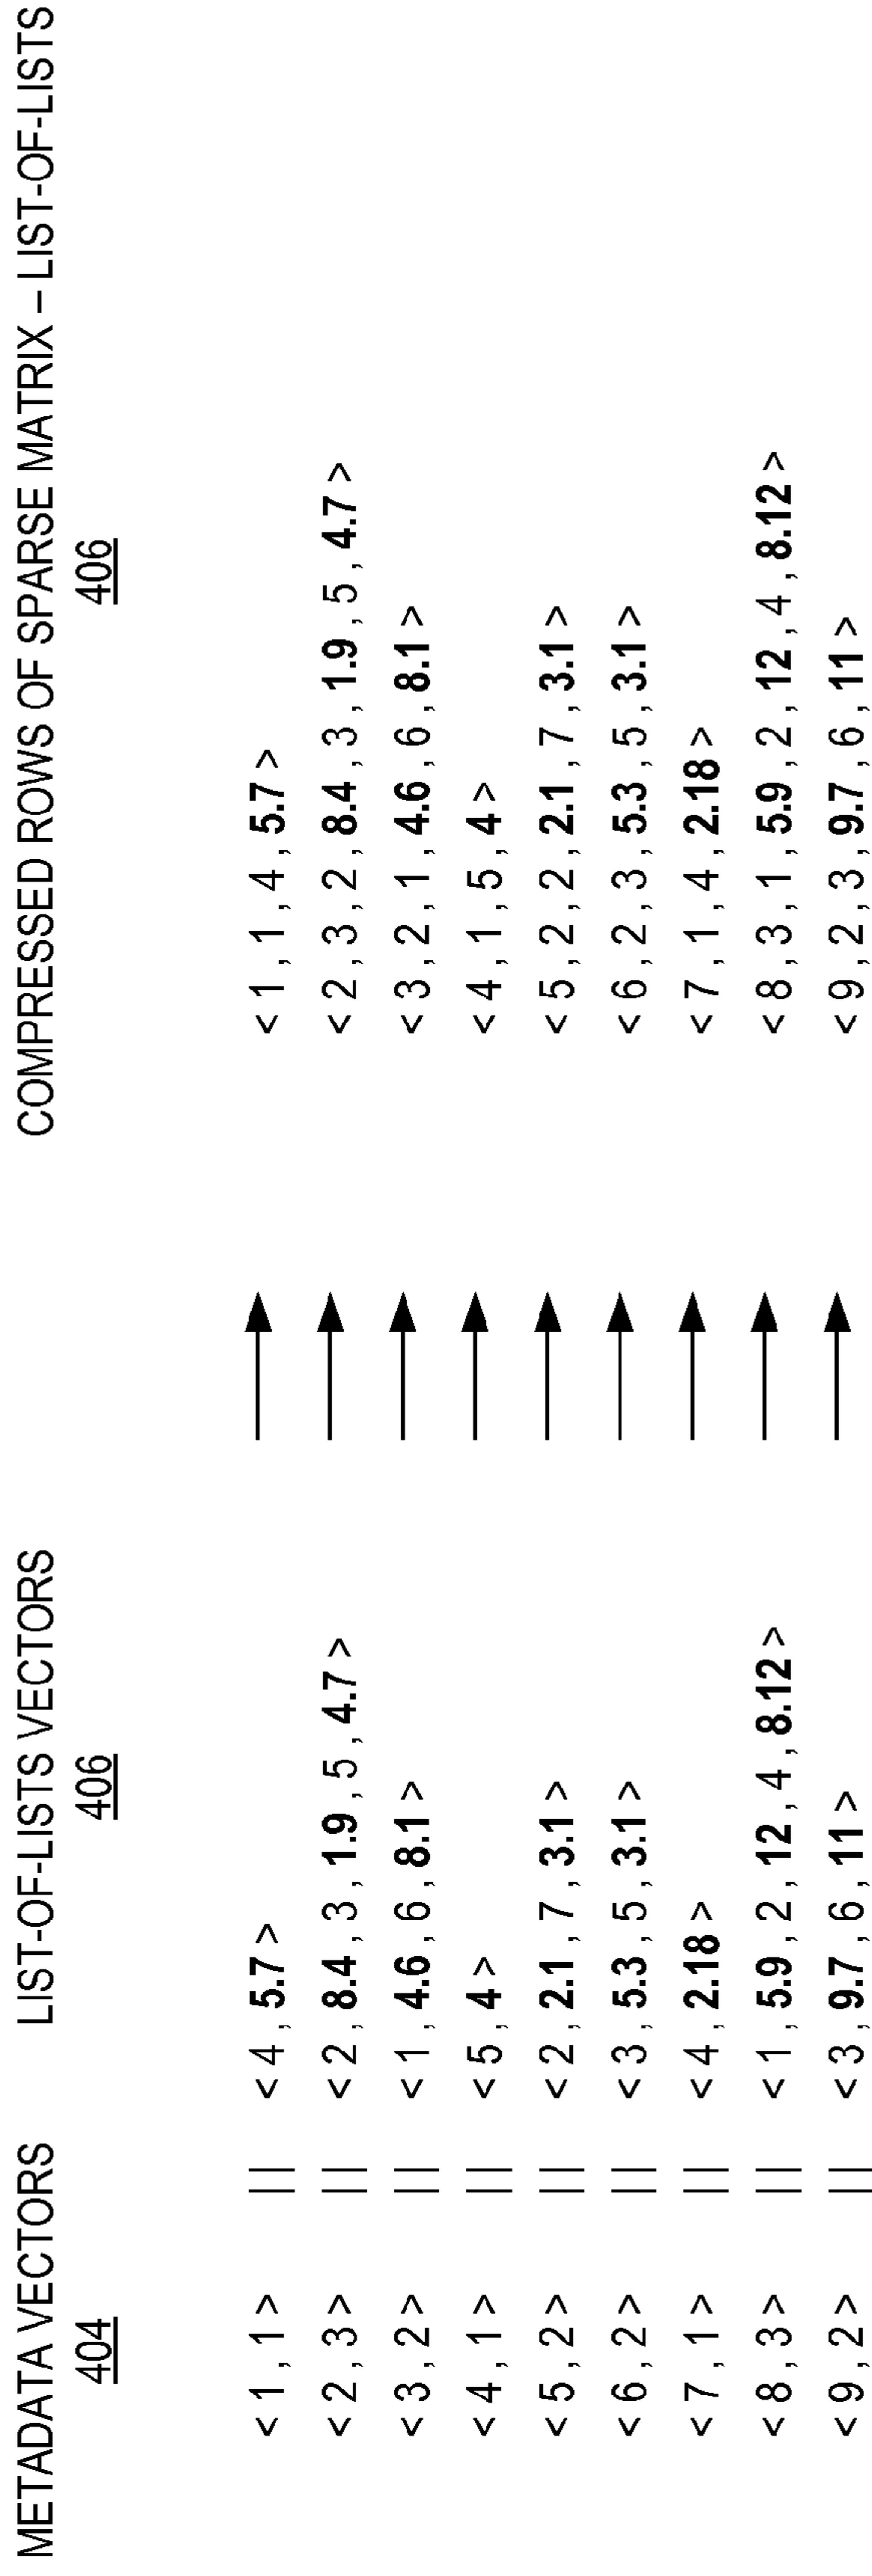 METADATA VECTORS LIST-OF-LISTS VECTORS COMPRESSED ROWS OF SPARSE MATRIX – LIST-OF-LISTS
404 406 406
< 1 , 1 > || < 4 , 5.7 > < 1 , 1 , 4 , 5.7 >
< 2 , 3 > || < 2 , 8.4 , 3 , 1.9 , 5 , 4.7 > < 2 , 3 , 2 , 8.4 , 3 , 1.9 , 5 , 4.7 >
< 3 , 2 > || < 1 , 4.6 , 6 , 8.1 > < 3 , 2 , 1 , 4.6 , 6 , 8.1 >
< 4 , 1 > || < 5 , 4 > < 4 , 1 , 5 , 4 >
< 5 , 2 > || < 2 , 2.1 , 7 , 3.1 > < 5 , 2 , 2 , 2.1 , 7 , 3.1 >
< 6 , 2 > || < 3 , 5.3 , 5 , 3.1 > < 6 , 2 , 3 , 5.3 , 5 , 3.1 >
< 7 , 1 > || < 4 , 2.18 > < 7 , 1 , 4 , 2.18 >
< 8 , 3 > || < 1 , 5.9 , 2 , 12 , 4 , 8.12 > < 8 , 3 , 1 , 5.9 , 2 , 12 , 4 , 8.12 >
< 9 , 2 > || < 3 , 9.7 , 6 , 11 > < 9 , 2 , 3 , 9.7 , 6 , 11 >